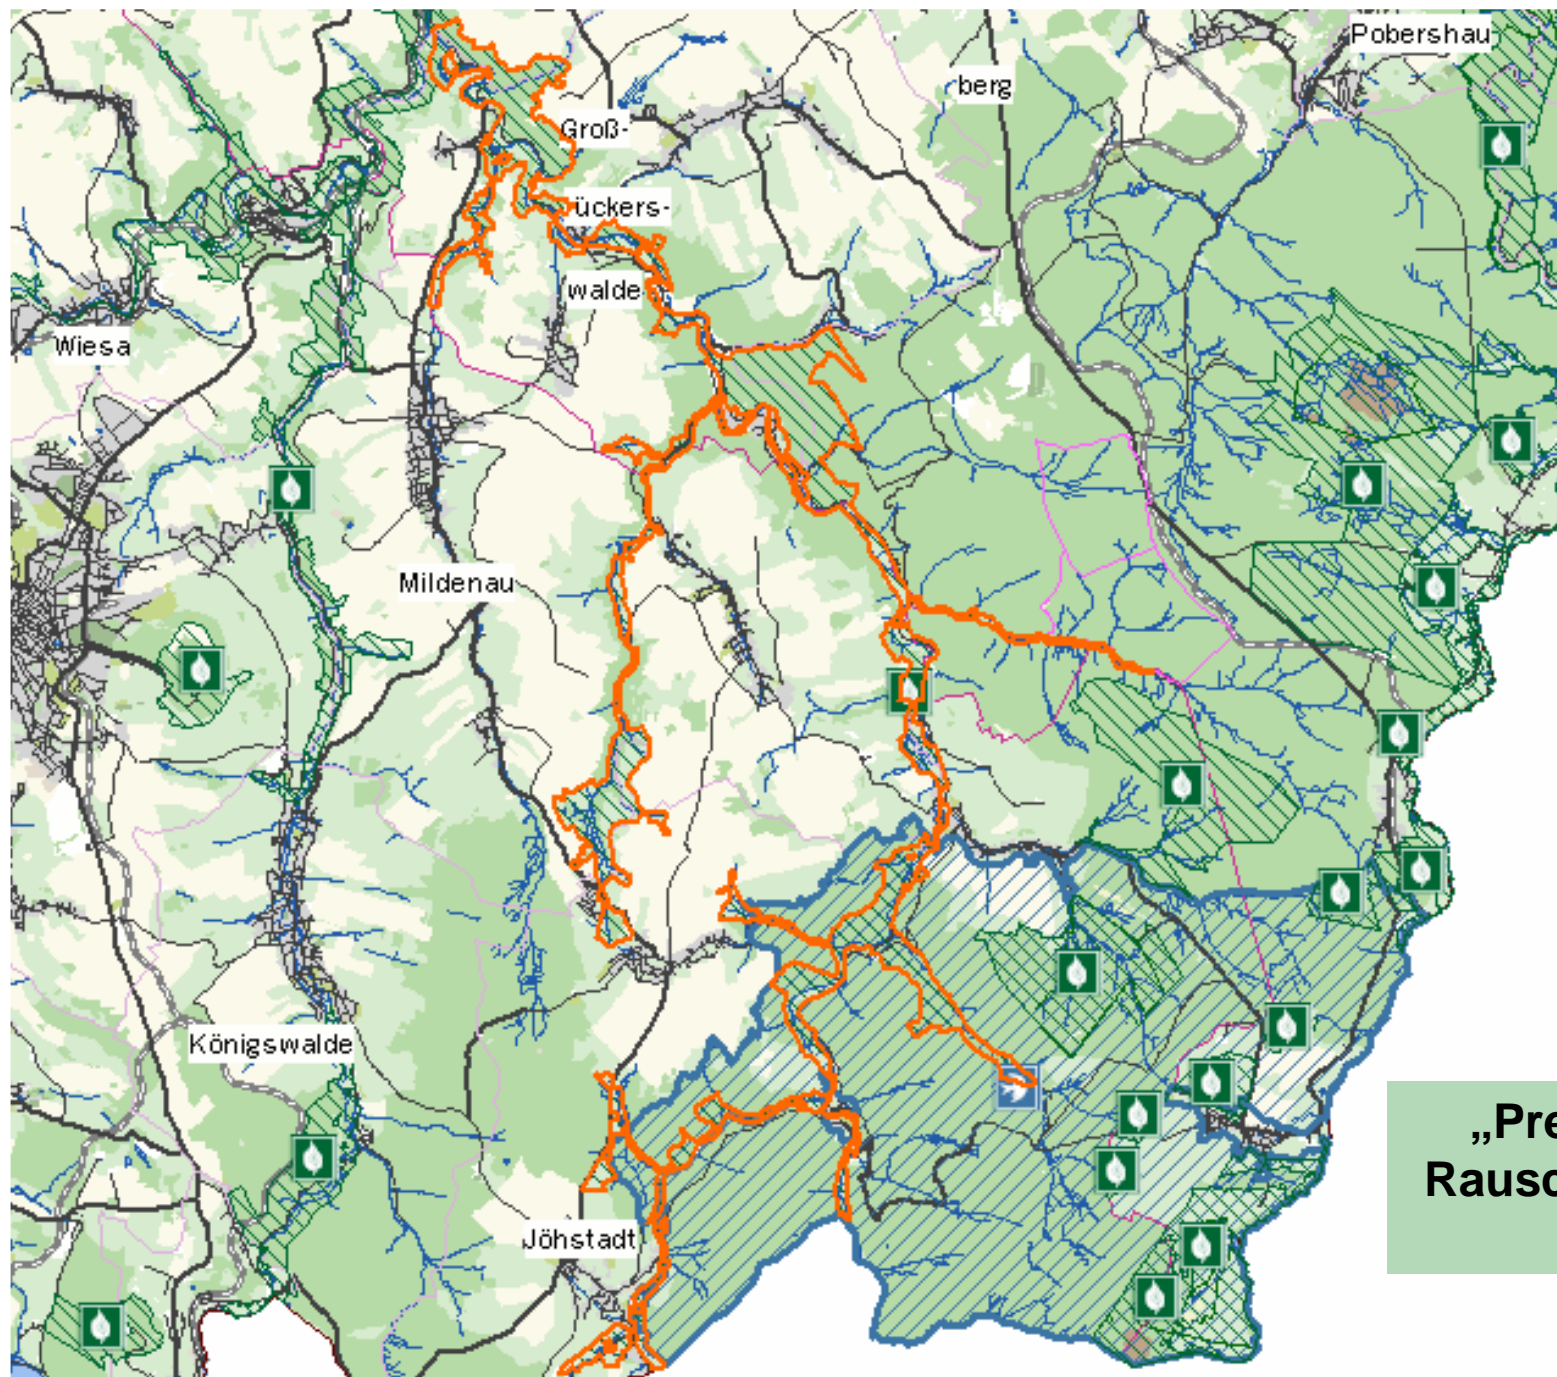 Pobershau
berg
Groß-
ückers-
walde
Wiesa
Mildenau
Königswalde
Jöhstadt
„Pre
Rausc